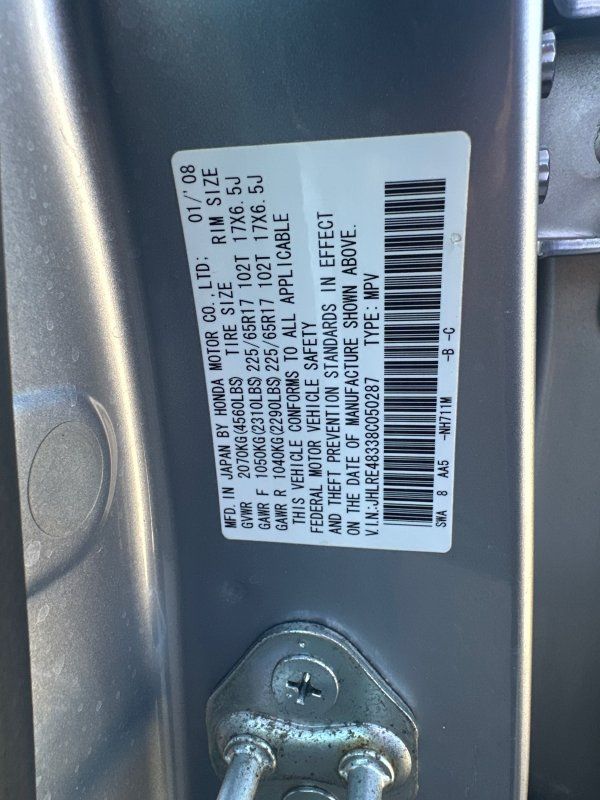 MFD. IN JAPAN BY HONDA MOTOR CO., LTD; 01/'08
GVWR 2070KG(4560LBS) TIRE SIZE RIM SIZE
GAWR F 1050KG(2310LBS) 225/65R17 102T 17X6.5J
GAWR R 1040KG(2290LBS) 225/65R17 102T 17X6.5J
THIS VEHICLE CONFORMS TO ALL APPLICABLE
FEDERAL MOTOR VEHICLE SAFETY
AND THEFT PREVENTION STANDARDS IN EFFECT
ON THE DATE OF MANUFACTURE SHOWN ABOVE.
V.I.N:JHLRE48338C050287 TYPE: MPV
SWA 8 AA5 -NH711M -B -C